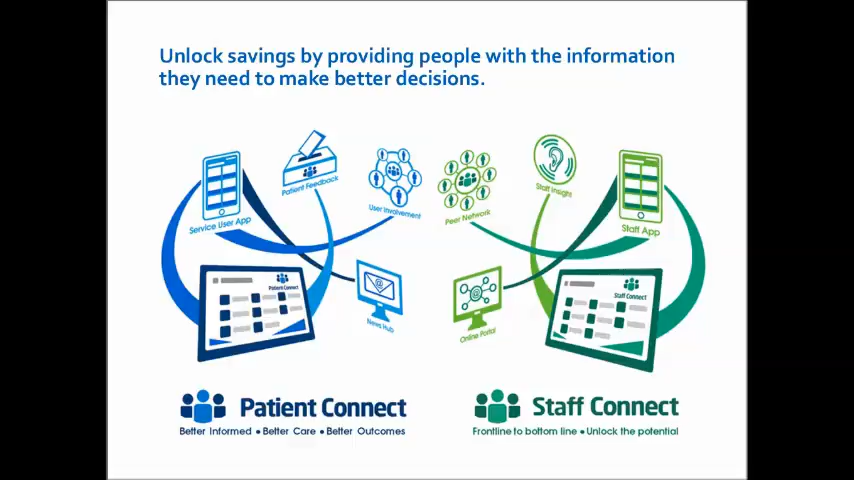 Unlock savings by providing people with the information
they need to make better decisions.
Service User App
Patient Feedback
User Involvement
Peer Network
Staff Insight
Staff App
Patient Connect
News Hub
Online Portal
Staff Connect
Patient Connect
Better Informed • Better Care • Better Outcomes
Staff Connect
Frontline to bottom line • Unlock the potential